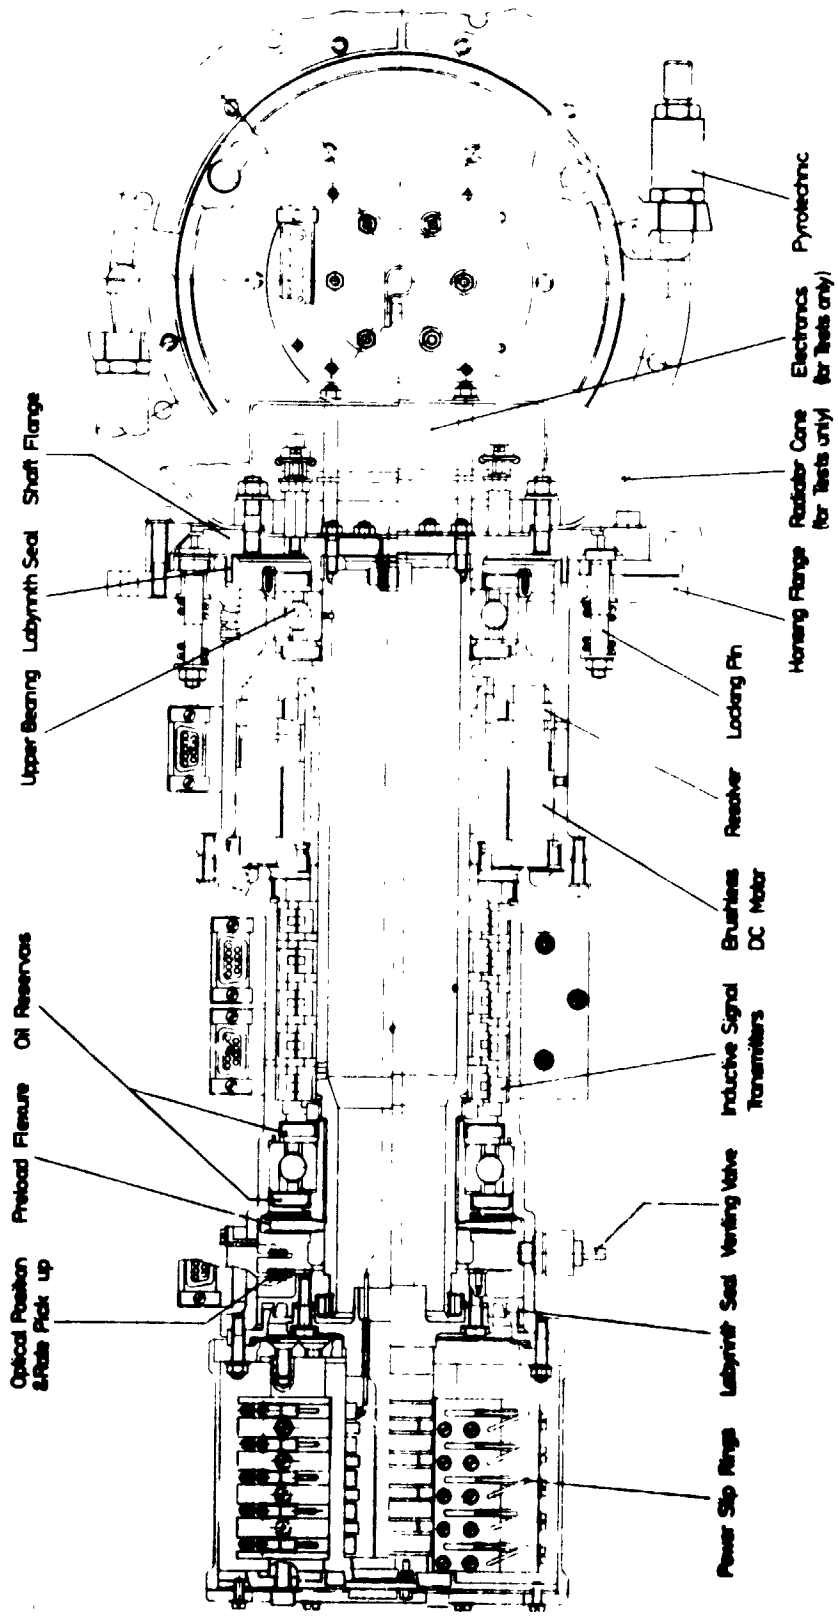 Optical Position
&Rate Pick up
Preload Flexure
Oil Reservoirs
Upper Bearing
Labyrinth Seal
Shaft Flange
Power Slip Rings
Labyrinth Seal
Venting Valve
Inductive Signal
Transmitters
Brushless
DC Motor
Resolver
Locking Pin
Housing Flange
Radiator Cone
(for Tests only)
Electronics
(for Tests only)
Pyrotechnic